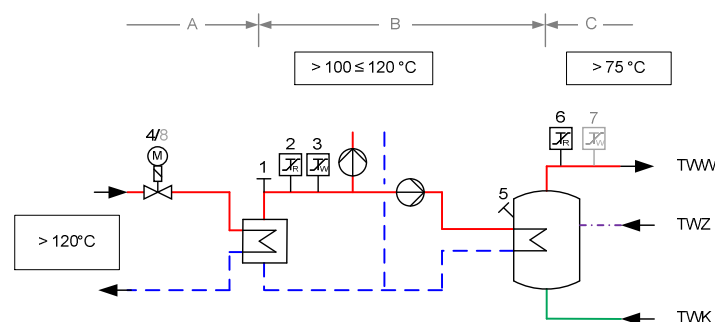 A B C
> 100 ≤ 120 °C
> 75 °C
6 7
4/8 2 3
M
R W
R W
1
5
TWW
TWZ
> 120°C
TWK